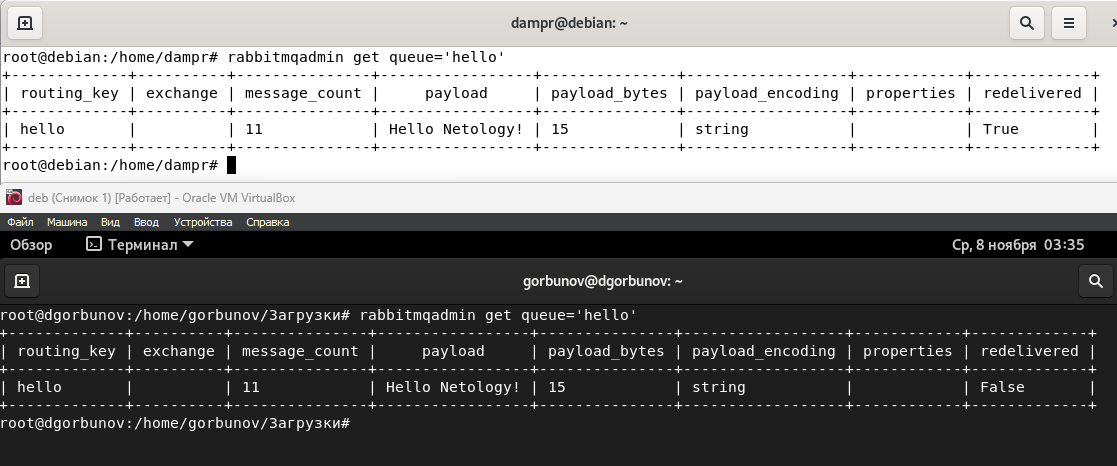 dampr@debian: ~
root@debian:/home/dampr# rabbitmqadmin get queue='hello'
+-------------+----------+---------------+-----------------+---------------+------------------+------------+-------------+
| routing_key | exchange | message_count |     payload     | payload_bytes | payload_encoding | properties | redelivered |
+-------------+----------+---------------+-----------------+---------------+------------------+------------+-------------+
| hello       |          | 11            | Hello Netology! | 15            | string           |            | True        |
+-------------+----------+---------------+-----------------+---------------+------------------+------------+-------------+
root@debian:/home/dampr#
deb (Снимок 1) [Работает] - Oracle VM VirtualBox
Файл Машина Вид Ввод Устройства Справка
Обзор Терминал Ср, 8 ноября 03:35
gorbunov@dgorbunov: ~
root@dgorbunov:/home/gorbunov/Загрузки# rabbitmqadmin get queue='hello'
+-------------+----------+---------------+-----------------+---------------+------------------+------------+-------------+
| routing_key | exchange | message_count |     payload     | payload_bytes | payload_encoding | properties | redelivered |
+-------------+----------+---------------+-----------------+---------------+------------------+------------+-------------+
| hello       |          | 11            | Hello Netology! | 15            | string           |            | False       |
+-------------+----------+---------------+-----------------+---------------+------------------+------------+-------------+
root@dgorbunov:/home/gorbunov/Загрузки#